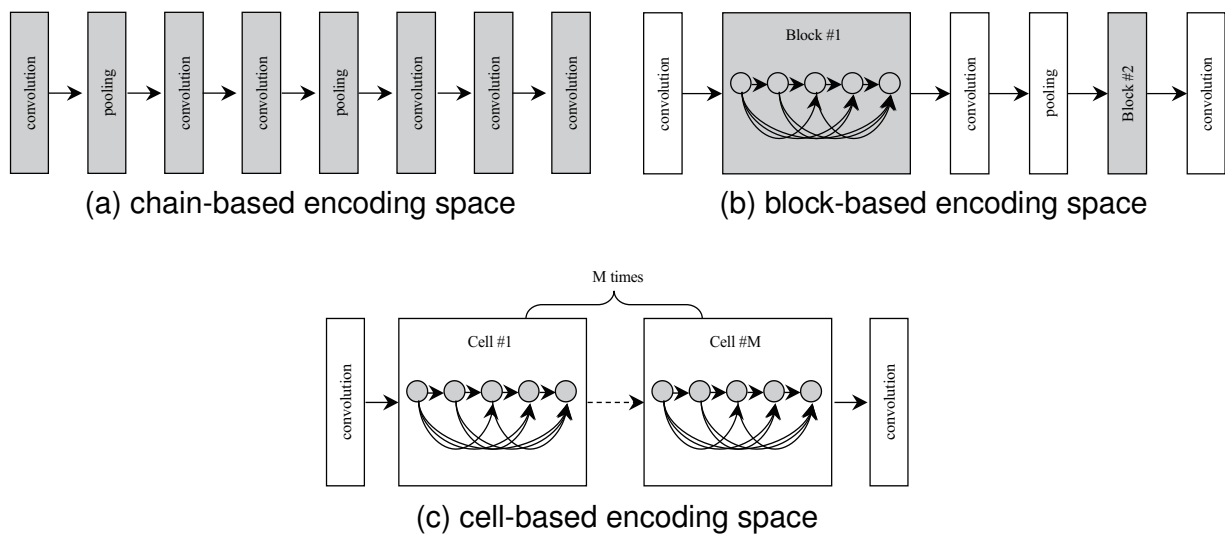 convolution
pooling
convolution
convolution
pooling
convolution
convolution
convolution
(a) chain-based encoding space
convolution
Block #1
convolution
pooling
Block #2
convolution
(b) block-based encoding space
M times
convolution
Cell #1
Cell #M
convolution
(c) cell-based encoding space